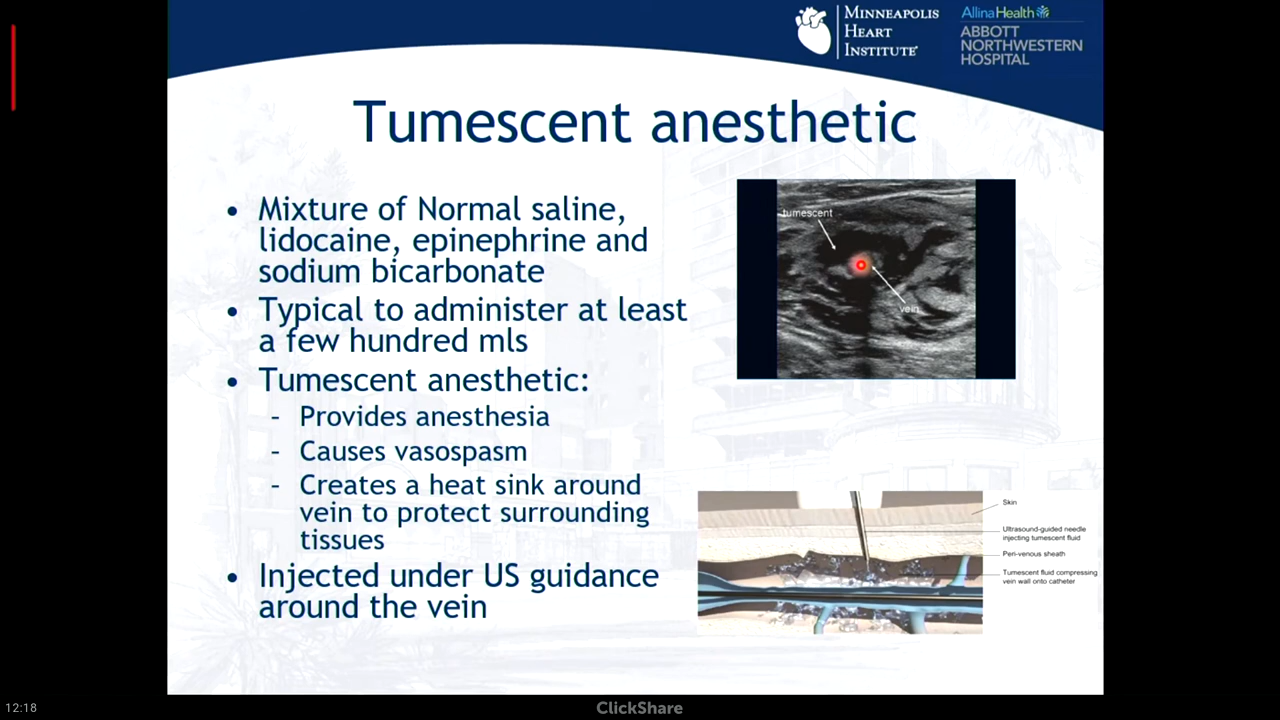 MINNEAPOLIS
HEART
INSTITUTE®
AllinaHealth
ABBOTT
NORTHWESTERN
HOSPITAL
Tumescent anesthetic
• Mixture of Normal saline,
lidocaine, epinephrine and
sodium bicarbonate
• Typical to administer at least
a few hundred mls
• Tumescent anesthetic:
– Provides anesthesia
– Causes vasospasm
– Creates a heat sink around
vein to protect surrounding
tissues
• Injected under US guidance
around the vein
tumescent
vein
Skin
Ultrasound-guided needle
injecting tumescent fluid
Peri-venous sheath
Tumescent fluid compressing
vein wall onto catheter
12:18
ClickShare